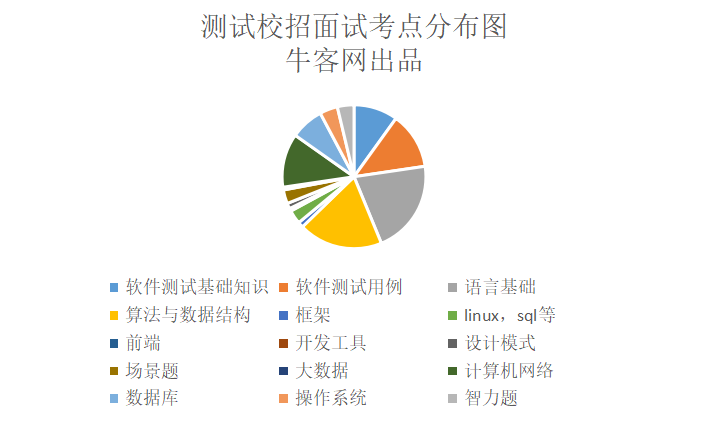 测试校招面试考点分布图
牛客网出品
软件测试基础知识 软件测试用例 语言基础
算法与数据结构 框架 linux，sql等
前端 开发工具 设计模式
场景题 大数据 计算机网络
数据库 操作系统 智力题